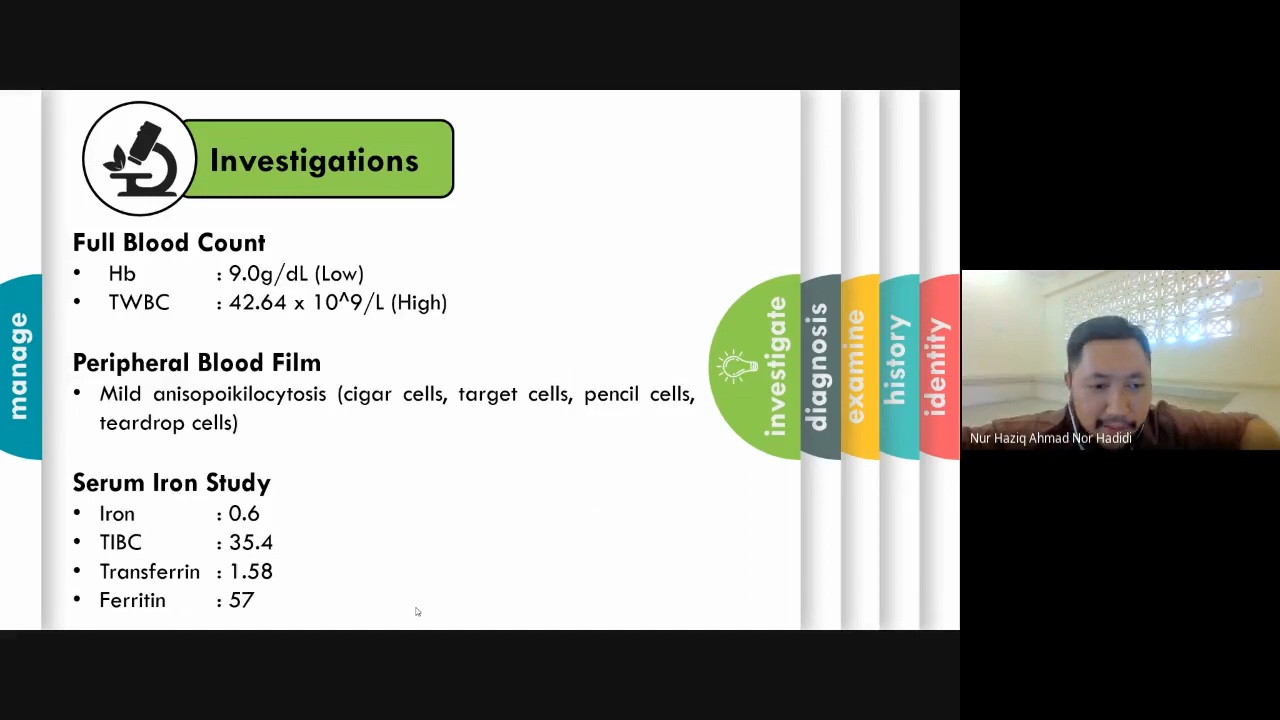 Investigations
Full Blood Count
• Hb : 9.0g/dL (Low)
• TWBC : 42.64 x 10^9/L (High)
Peripheral Blood Film
• Mild anisopoikilocytosis (cigar cells, target cells, pencil cells,
teardrop cells)
Serum Iron Study
• Iron : 0.6
• TIBC : 35.4
• Transferrin : 1.58
• Ferritin : 57
manage
investigate
diagnosis
examine
history
identity
Nur Haziq Ahmad Nor Hadidi